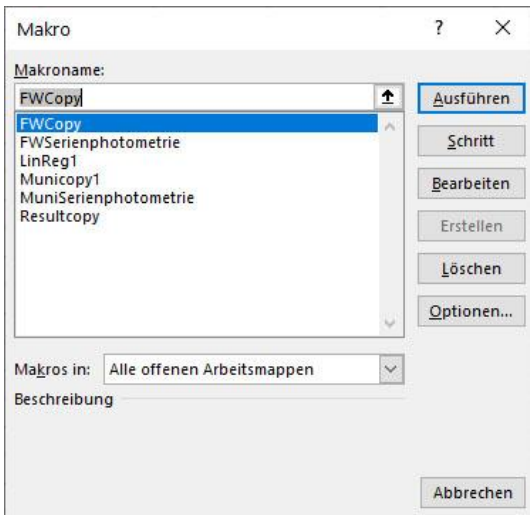 Makro
?
Makroname:
FWCopy
Ausführen
FWCopy
FWSerienphotometrie
LinReg1
Municopy1
MuniSerienphotometrie
Resultcopy
Schritt
Bearbeiten
Erstellen
Löschen
Optionen...
Makros in: Alle offenen Arbeitsmappen
Beschreibung
Abbrechen